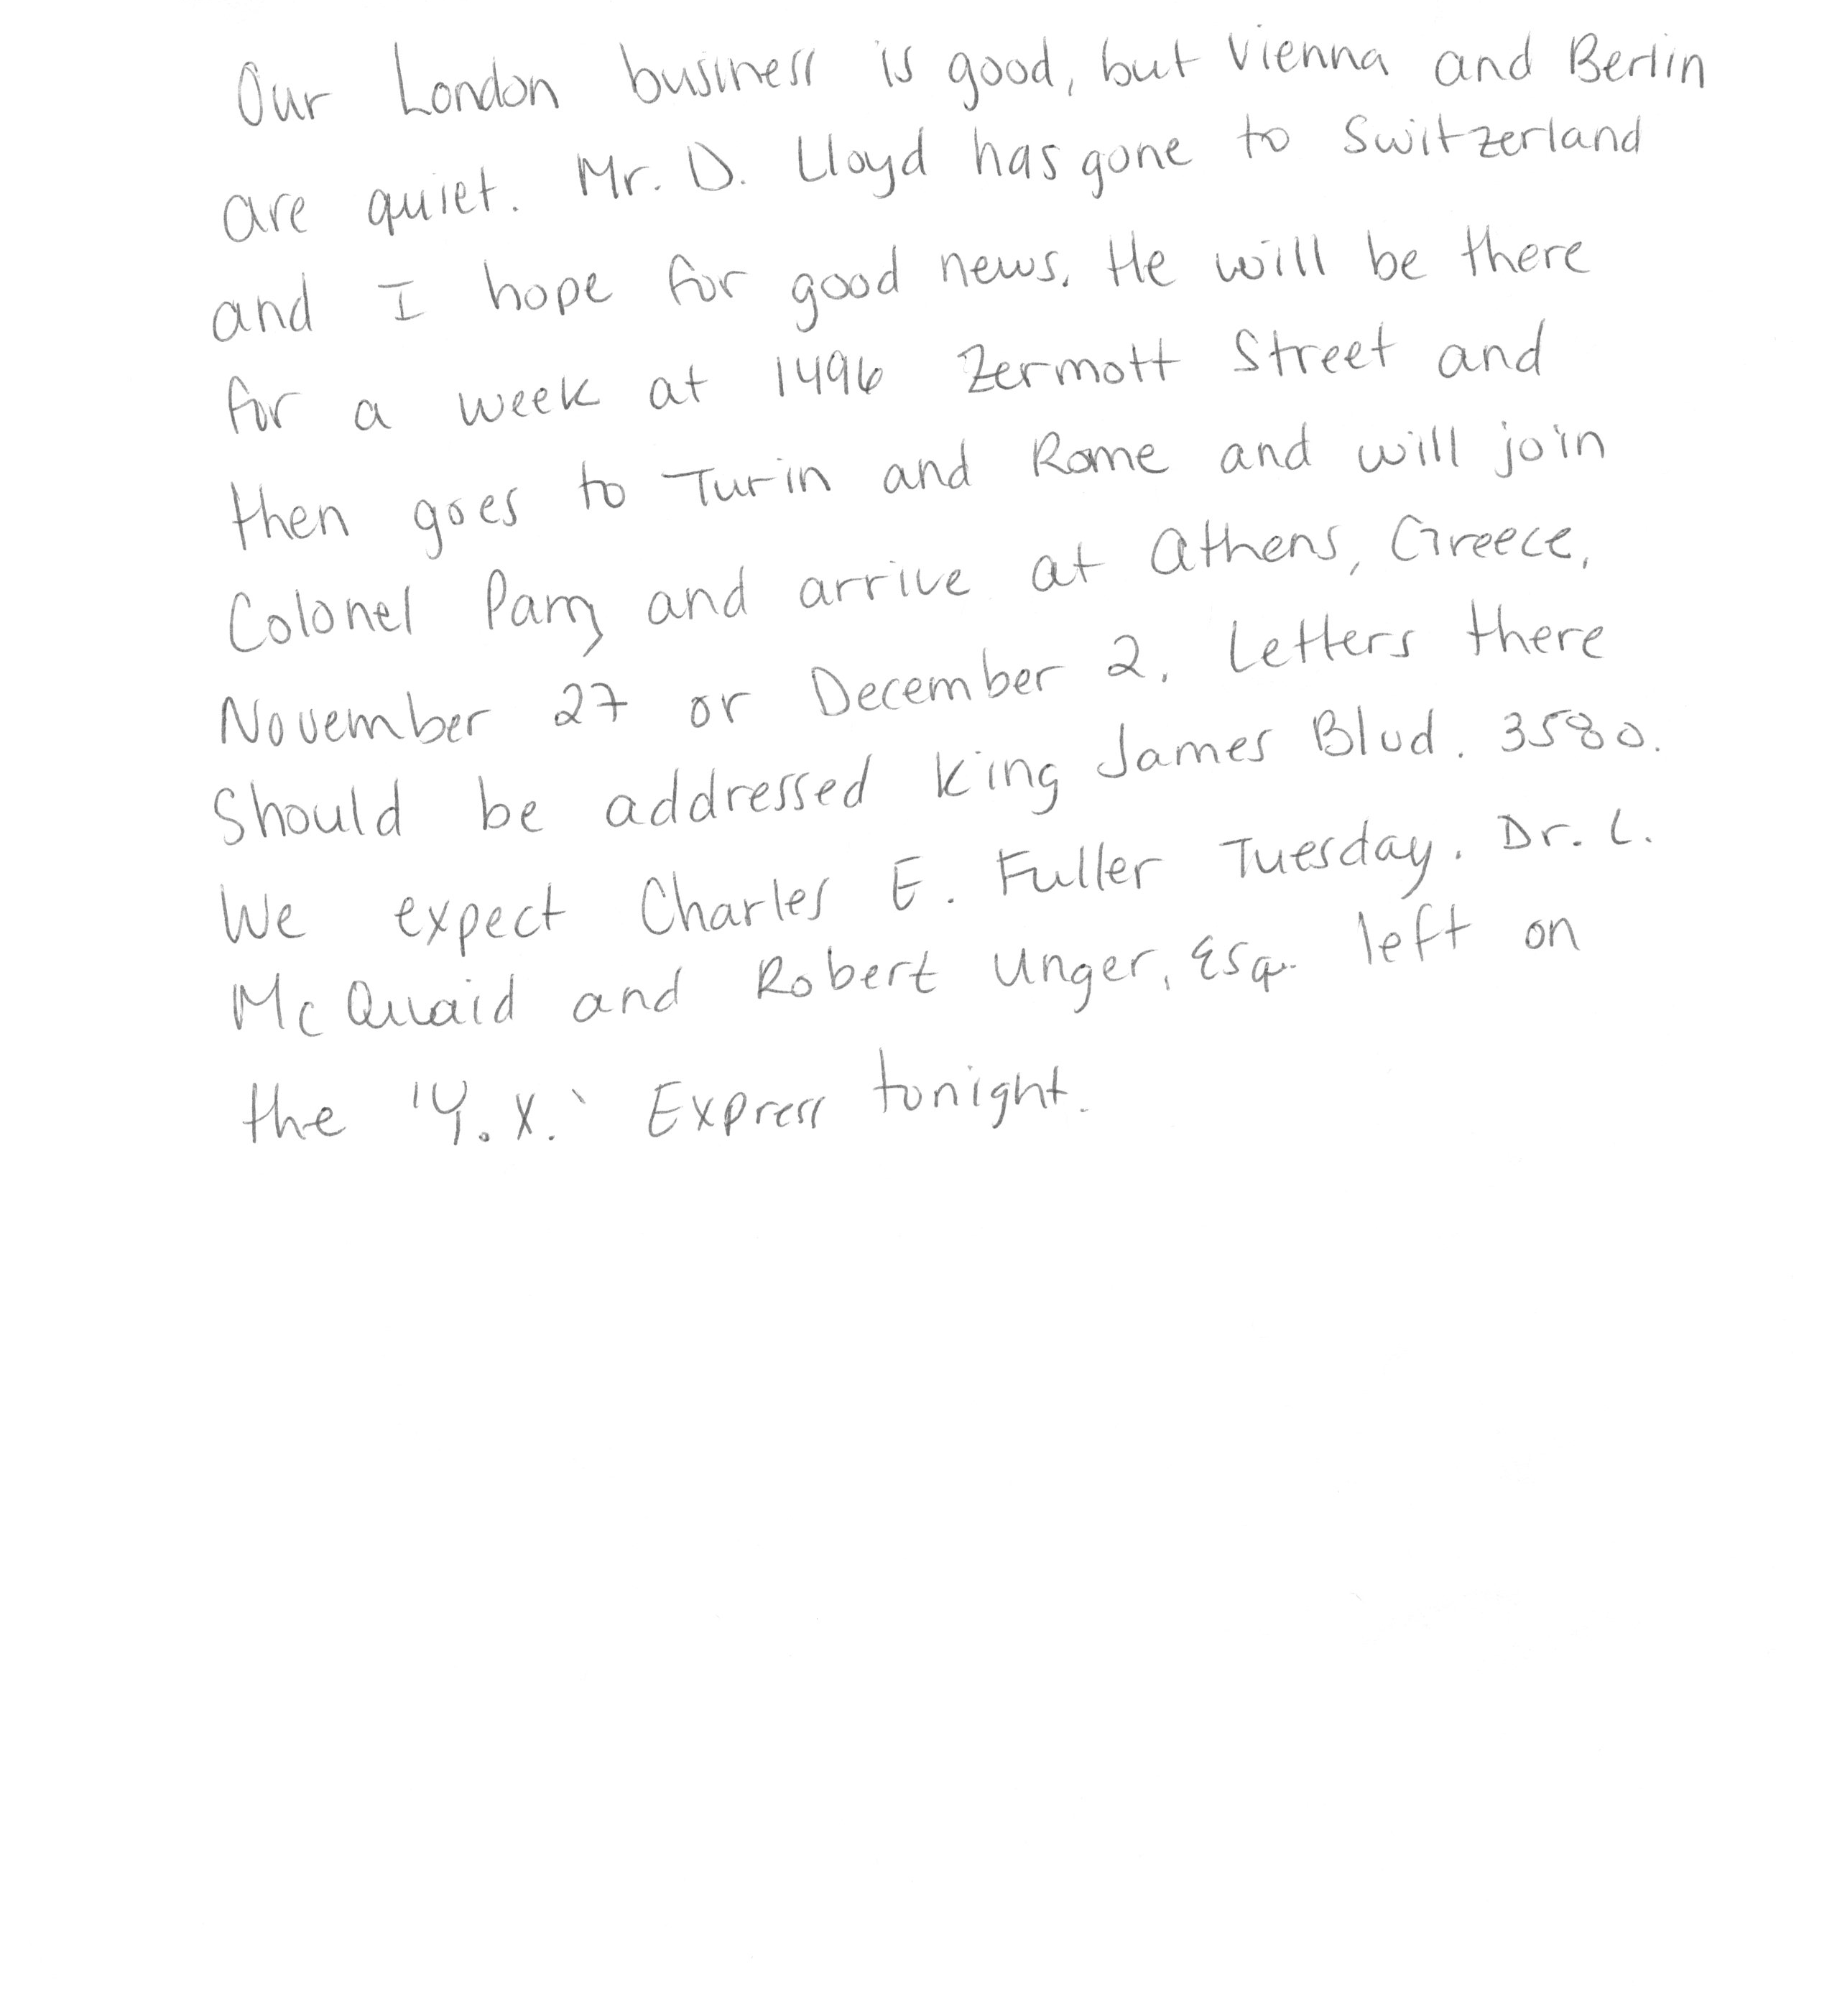 Our London business is good, but Vienna and Berlin
are quiet. Mr. D. Lloyd has gone to Switzerland
and I hope for good news. He will be there
for a week at 1496 Zermott Street and
then goes to Turin and Rome and will join
Colonel Parry and arrive at Athens, Greece,
November 27 or December 2. Letters there
Should be addressed King James Blvd. 3580.
We expect Charles E. Fuller Tuesday. Dr. L.
McQuaid and Robert Unger, Esq. left on
the 'Y.X.' Express tonight.